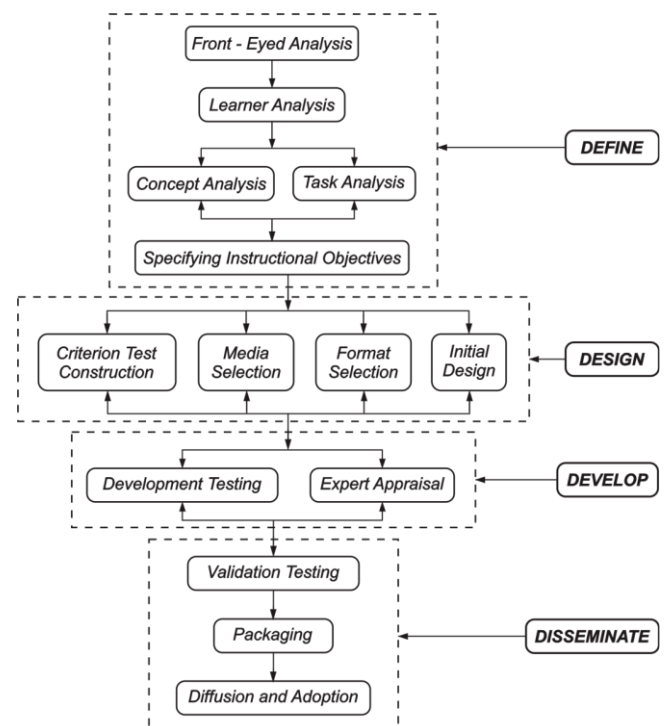 Front - Eyed Analysis
Learner Analysis
Concept Analysis
Task Analysis
DEFINE
Specifying Instructional Objectives
Criterion Test
Construction
Media
Selection
Format
Selection
Initial
Design
DESIGN
Development Testing
Expert Appraisal
DEVELOP
Validation Testing
Packaging
DISSEMINATE
Diffusion and Adoption